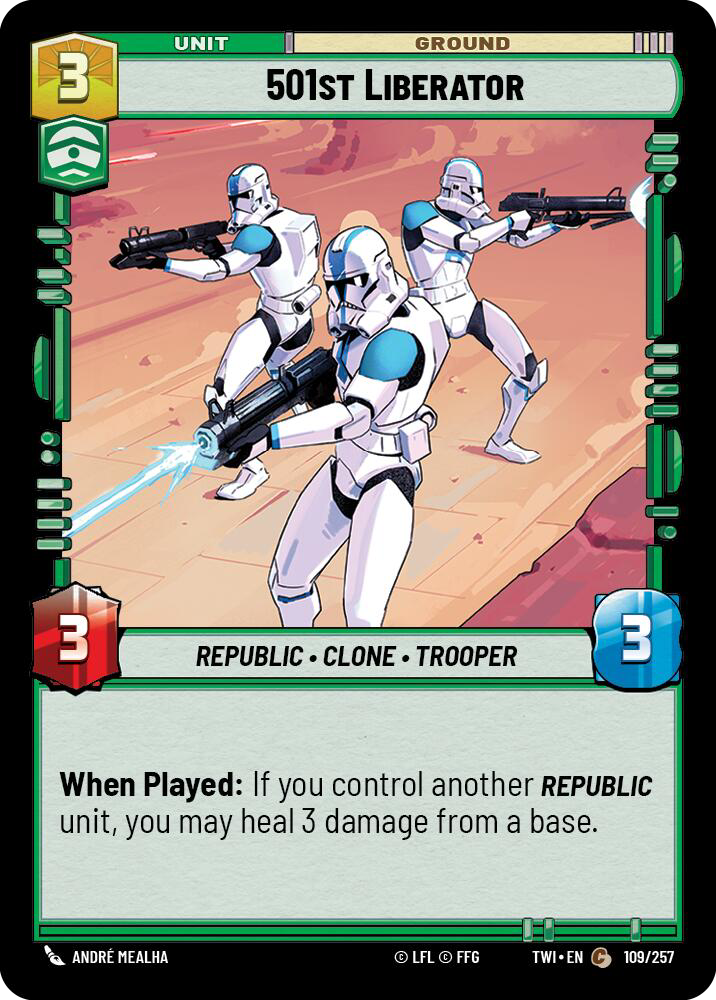 UNIT
GROUND
3
501st Liberator
3
REPUBLIC • CLONE • TROOPER
3
When Played: If you control another REPUBLIC
unit, you may heal 3 damage from a base.
ANDRÉ MEALHA
© LFL © FFG
TWI • EN
C
109/257